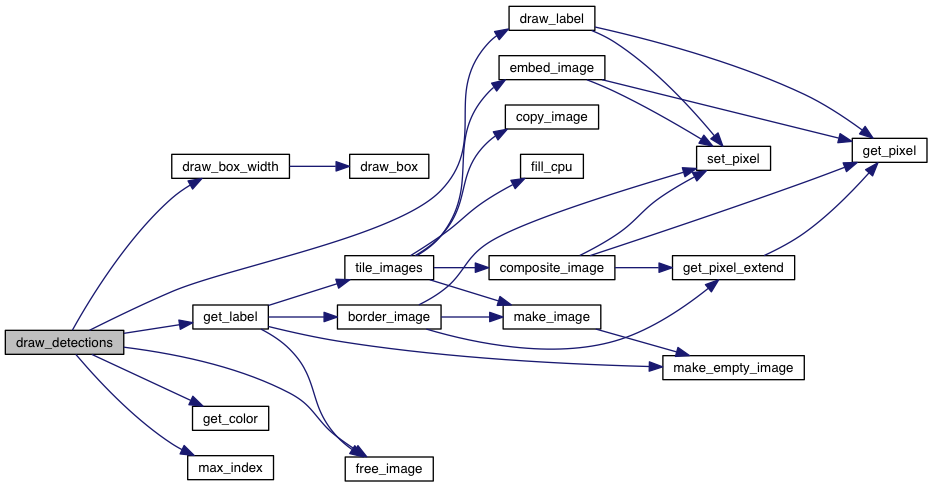 draw_label
embed_image
copy_image
set_pixel
get_pixel
draw_box_width
draw_box
fill_cpu
tile_images
composite_image
get_pixel_extend
get_label
border_image
make_image
draw_detections
make_empty_image
get_color
max_index
free_image